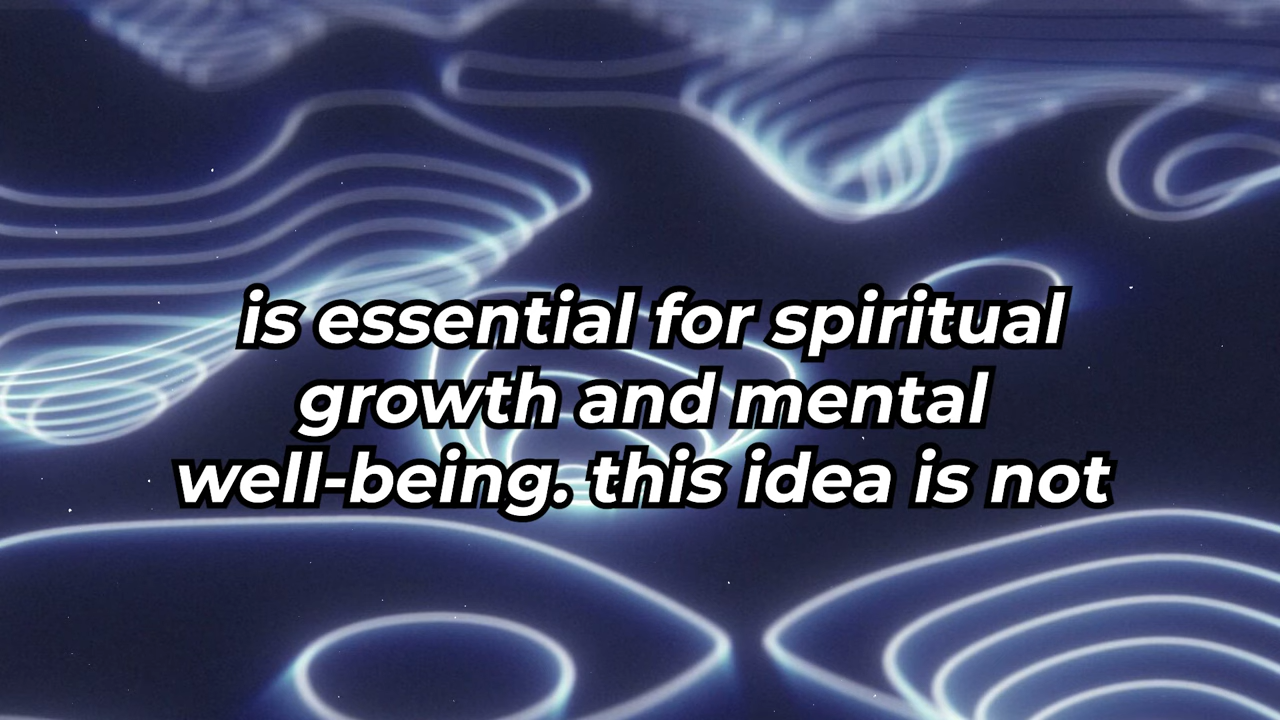 is essential for spiritual
growth and mental
well-being. this idea is not